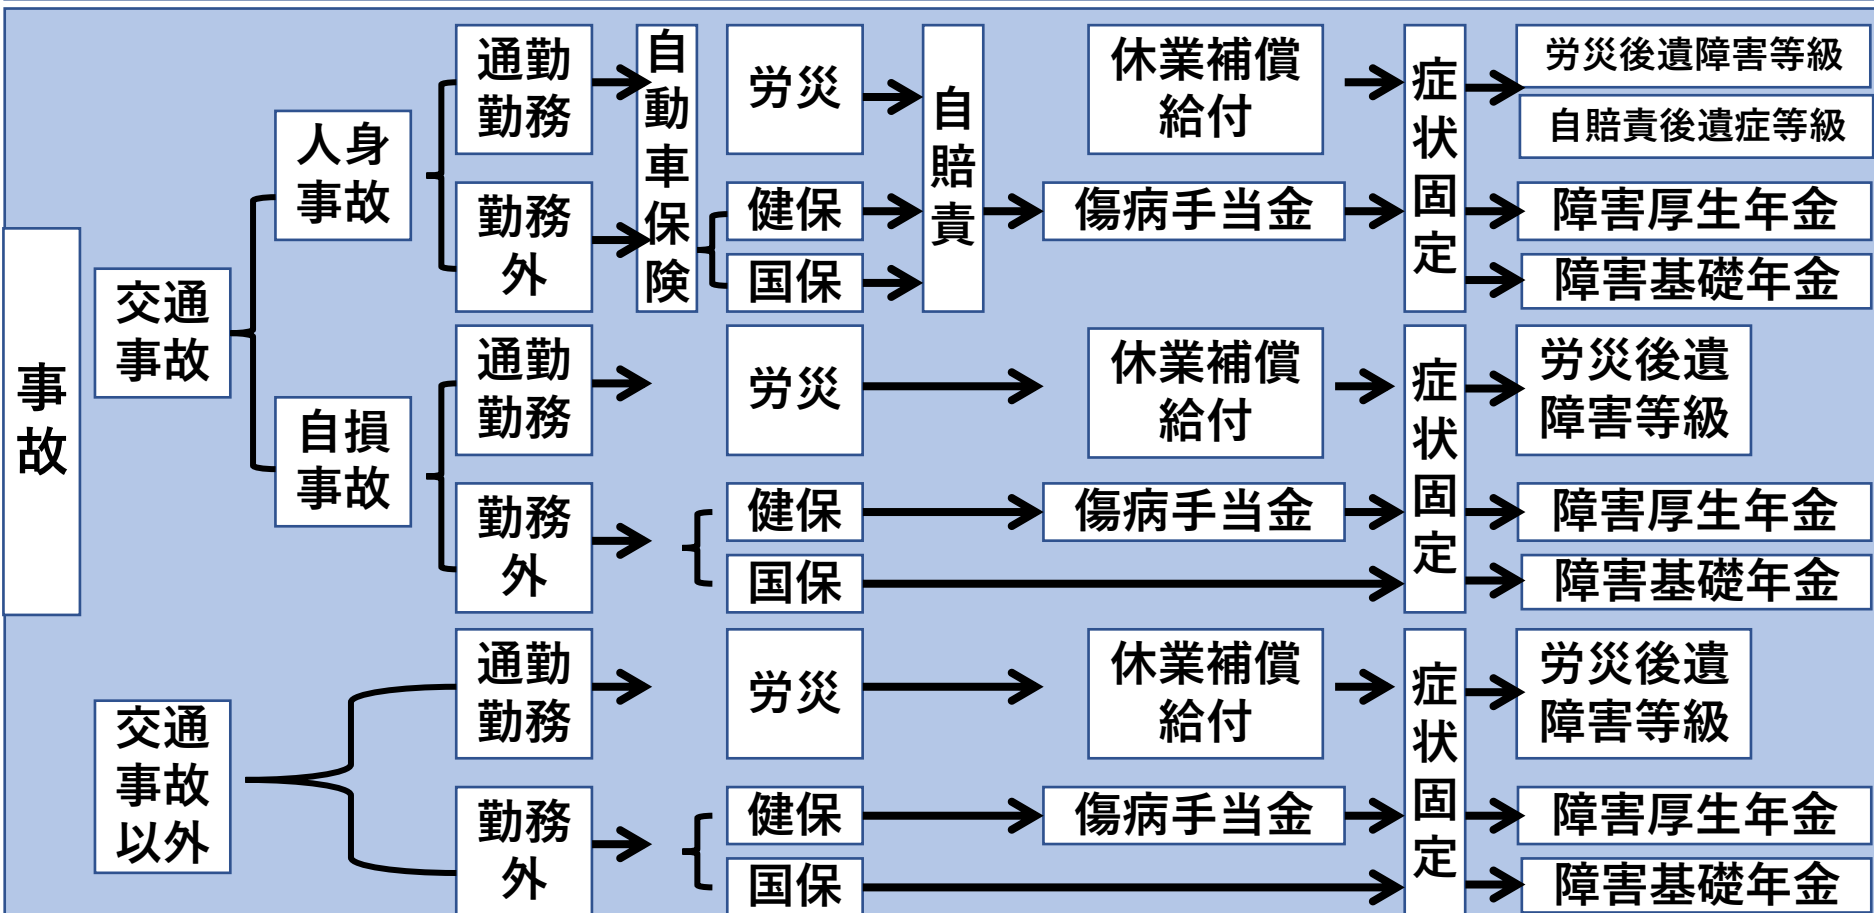 事故
交通
事故
人身
事故
通勤
勤務
自動車保険
労災
自賠責
休業補償
給付
症状固定
労災後遺障害等級
自賠責後遺症等級
勤務
外
健保
傷病手当金
障害厚生年金
国保
障害基礎年金
自損
事故
通勤
勤務
労災
休業補償
給付
症状固定
労災後遺
障害等級
勤務
外
健保
傷病手当金
障害厚生年金
国保
障害基礎年金
交通
事故
以外
通勤
勤務
労災
休業補償
給付
症状固定
労災後遺
障害等級
勤務
外
健保
傷病手当金
障害厚生年金
国保
障害基礎年金